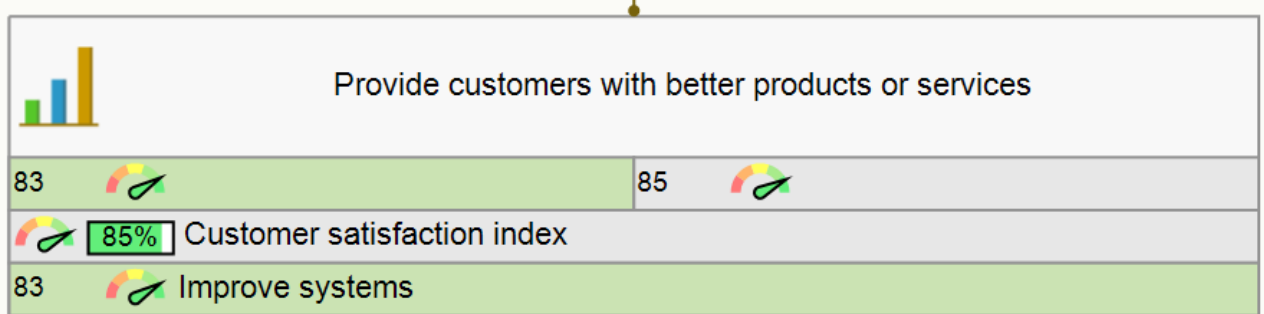 Provide customers with better products or services
83 85
85% Customer satisfaction index
83 Improve systems